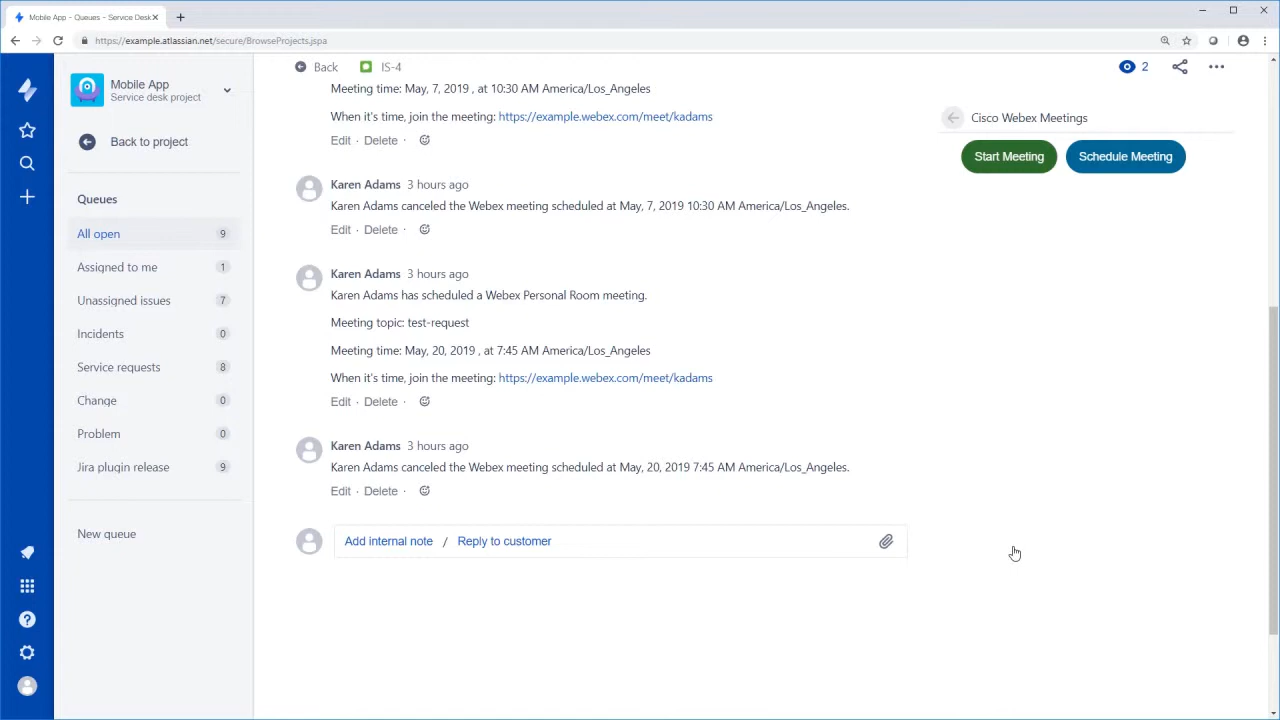 Mobile App - Queues - Service Desk
https://example.atlassian.net/secure/BrowseProjects.jspa
Mobile App
Service desk project
Back to project
Queues
All open 9
Assigned to me 1
Unassigned issues 7
Incidents 0
Service requests 8
Change 0
Problem 0
Jira plugin release 9
New queue
Back IS-4
2
Meeting time: May, 7, 2019 , at 10:30 AM America/Los_Angeles
When it's time, join the meeting: https://example.webex.com/meet/kadams
Edit · Delete ·
Karen Adams 3 hours ago
Karen Adams canceled the Webex meeting scheduled at May, 7, 2019 10:30 AM America/Los_Angeles.
Edit · Delete ·
Karen Adams 3 hours ago
Karen Adams has scheduled a Webex Personal Room meeting.
Meeting topic: test-request
Meeting time: May, 20, 2019 , at 7:45 AM America/Los_Angeles
When it's time, join the meeting: https://example.webex.com/meet/kadams
Edit · Delete ·
Karen Adams 3 hours ago
Karen Adams canceled the Webex meeting scheduled at May, 20, 2019 7:45 AM America/Los_Angeles.
Edit · Delete ·
Add internal note / Reply to customer
Cisco Webex Meetings
Start Meeting Schedule Meeting